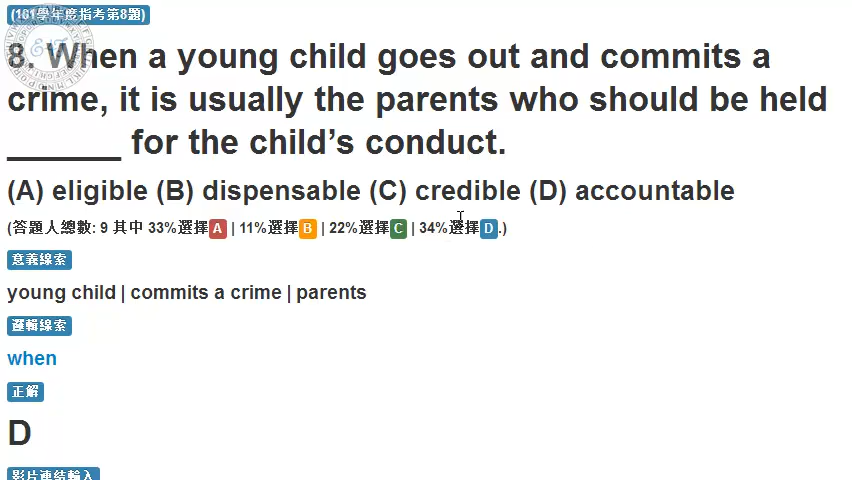 (101學年度指考第8題)
8. When a young child goes out and commits a
crime, it is usually the parents who should be held
______ for the child’s conduct.
(A) eligible (B) dispensable (C) credible (D) accountable
(答題人總數: 9 其中 33%選擇A | 11%選擇B | 22%選擇C | 34%選擇D.)
意義線索
young child | commits a crime | parents
邏輯線索
when
正解
D
影片連結輸入